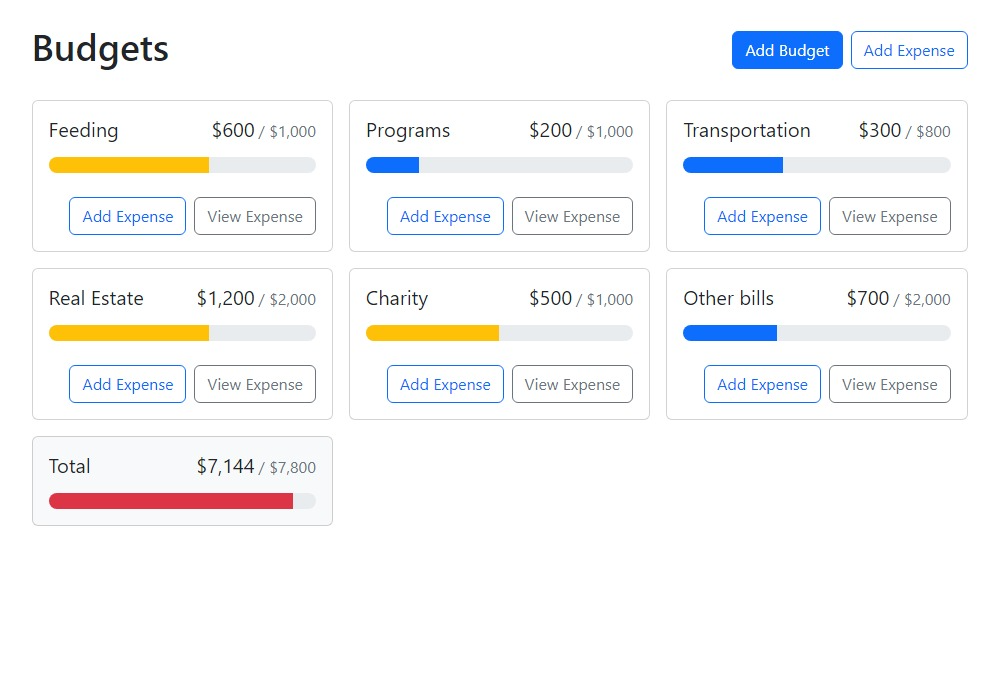 Budgets
Add Budget Add Expense
Feeding $600 / $1,000
Add Expense View Expense
Programs $200 / $1,000
Add Expense View Expense
Transportation $300 / $800
Add Expense View Expense
Real Estate $1,200 / $2,000
Add Expense View Expense
Charity $500 / $1,000
Add Expense View Expense
Other bills $700 / $2,000
Add Expense View Expense
Total $7,144 / $7,800